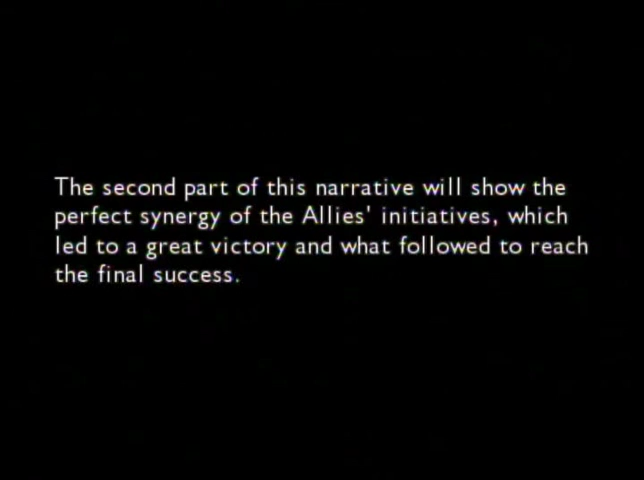 The second part of this narrative will show the
perfect synergy of the Allies' initiatives, which
led to a great victory and what followed to reach
the final success.